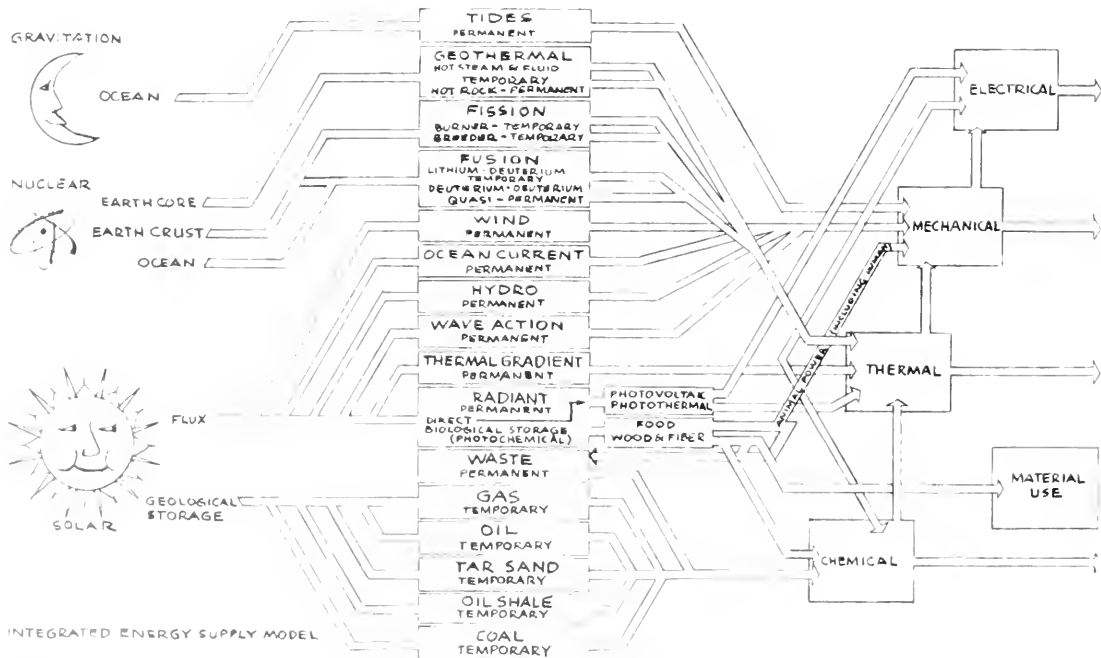 GRAVITATION
OCEAN
NUCLEAR
EARTH CORE
EARTH CRUST
OCEAN
FLUX
GEOLOGICAL
STORAGE
SOLAR
INTEGRATED ENERGY SUPPLY MODEL
TIDES
PERMANENT
GEOTHERMAL
HOT STEAM & FLUID
TEMPORARY
HOT ROCK - PERMANENT
FISSION
BURNER - TEMPORARY
BREEDER - TEMPORARY
FUSION
LITHIUM - DEUTERIUM
TEMPORARY
DEUTERIUM - DEUTERIUM
QUASI - PERMANENT
WIND
PERMANENT
OCEAN CURRENT
PERMANENT
HYDRO
PERMANENT
WAVE ACTION
PERMANENT
THERMAL GRADIENT
PERMANENT
RADIANT
PERMANENT
DIRECT
BIOLOGICAL STORAGE
(PHOTOCHEMICAL)
WASTE
PERMANENT
GAS
TEMPORARY
OIL
TEMPORARY
TAR SAND
TEMPORARY
OIL SHALE
TEMPORARY
COAL
TEMPORARY
PHOTOVOLTAIC
PHOTOTHERMAL
FOOD
WOOD & FIBER
ANIMAL POWER (INCLUDING HUMAN)
ELECTRICAL
MECHANICAL
THERMAL
MATERIAL
USE
CHEMICAL